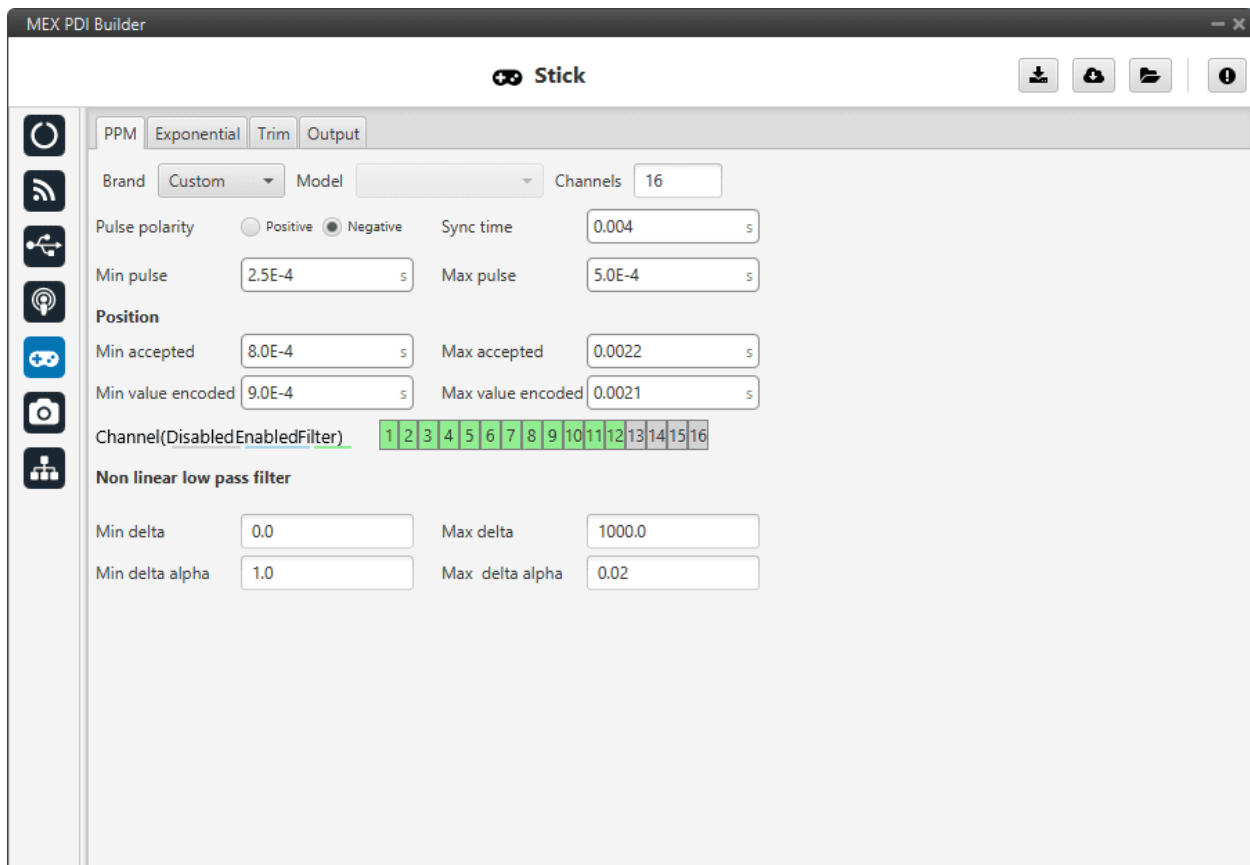 MEX PDI Builder
Stick
PPM Exponential Trim Output
Brand Custom Model Channels 16
Pulse polarity Positive Negative Sync time 0.004 s
Min pulse 2.5E-4 s Max pulse 5.0E-4 s
Position
Min accepted 8.0E-4 s Max accepted 0.0022 s
Min value encoded 9.0E-4 s Max value encoded 0.0021 s
Channel(DisabledEnabledFilter) 1 2 3 4 5 6 7 8 9 10 11 12 13 14 15 16
Non linear low pass filter
Min delta 0.0 Max delta 1000.0
Min delta alpha 1.0 Max delta alpha 0.02